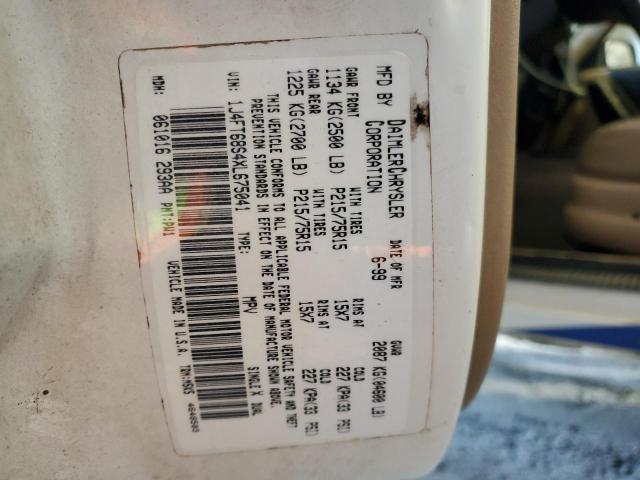 MFD BY DAIMLERCHRYSLER CORPORATION DATE OF MFR 6-99 GVWR 2087 KG(04600 LB)
GAWR FRONT WITH TIRES RIMS AT COLD
1134 KG(2500 LB) P215/75R15 15X7 227 KPA(33 PSI)
GAWR REAR WITH TIRES RIMS AT COLD
1225 KG(2700 LB) P215/75R15 15X7 227 KPA(33 PSI)
THIS VEHICLE CONFORMS TO ALL APPLICABLE FEDERAL MOTOR VEHICLE SAFETY AND THEFT
PREVENTION STANDARDS IN EFFECT ON THE DATE OF MANUFACTURE SHOWN ABOVE.
VIN: 1J4FT68S4XL675041 TYPE: MPV SINGLE X DUAL
MDH: 061016 293AA PNT:PW1
VEHICLE MADE IN U.S.A.